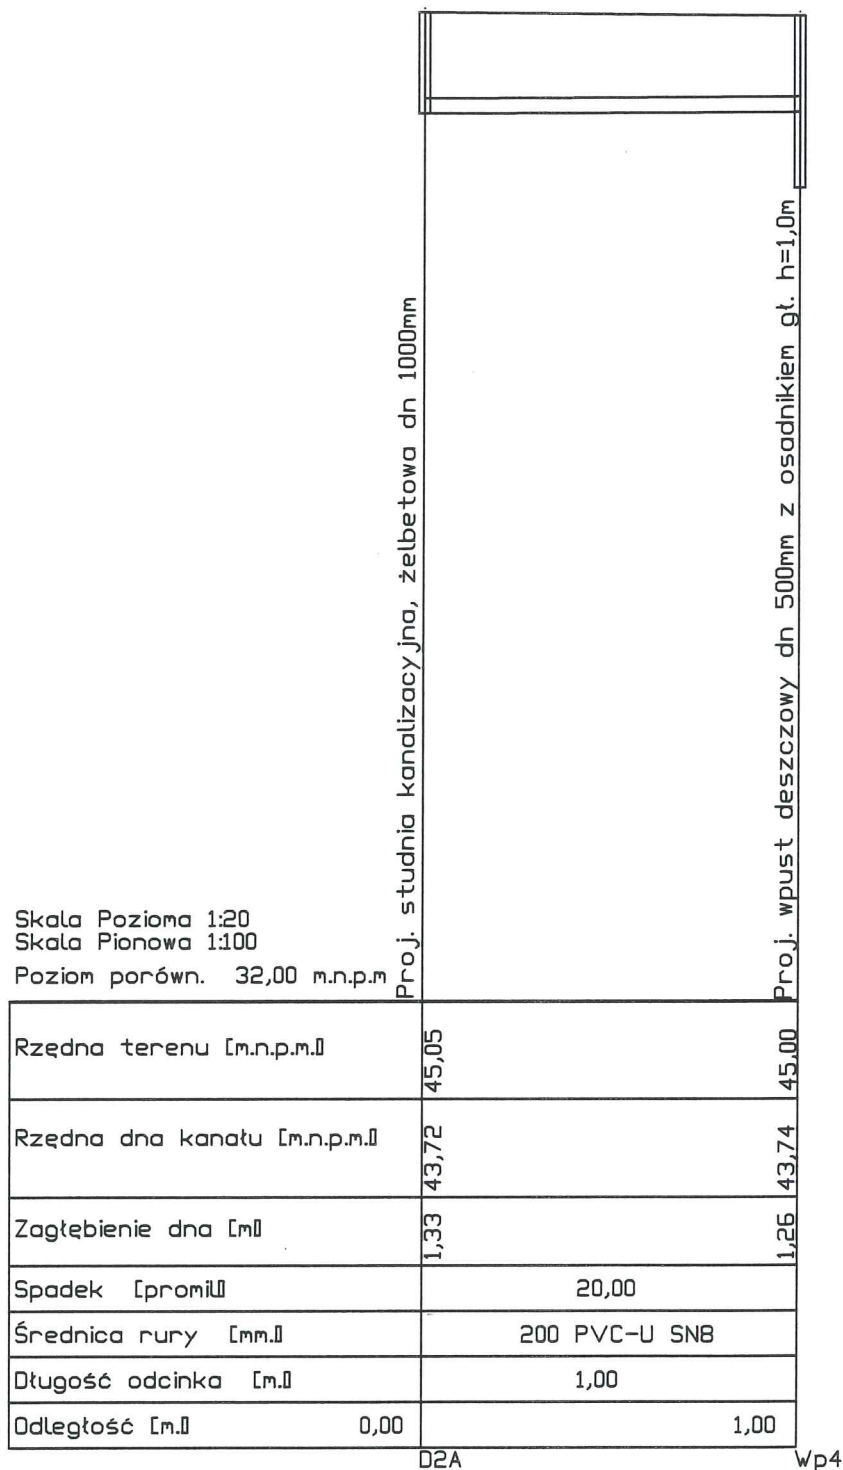 Proj. studnia kanalizacyjna, żelbetowa dn 1000mm
Proj. wpust deszczowy dn 500mm z osadnikiem gł. h=1,0m
Skala Pozioma 1:20
Skala Pionowa 1:100
Poziom porówn. 32,00 m.n.p.m
Rzędna terenu [m.n.p.m.] 45,05 45,00
Rzędna dna kanału [m.n.p.m.] 43,72 43,74
Zagłębienie dna [m] 1,33 1,26
Spadek [promil] 20,00
Średnica rury [mm.] 200 PVC-U SN8
Długość odcinka [m.] 1,00
Odległość [m.] 0,00 1,00
D2A Wp4